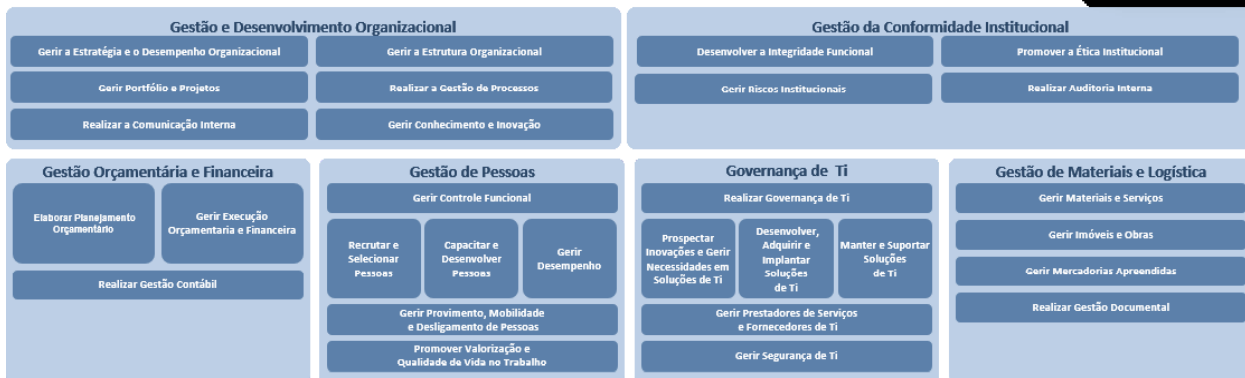 Gestão e Desenvolvimento Organizacional
Gerir a Estratégia e o Desempenho Organizacional
Gerir a Estrutura Organizacional
Gerir Portfólio e Projetos
Realizar a Gestão de Processos
Realizar a Comunicação Interna
Gerir Conhecimento e Inovação
Gestão da Conformidade Institucional
Desenvolver a Integridade Funcional
Promover a Ética Institucional
Gerir Riscos Institucionais
Realizar Auditoria Interna
Gestão Orçamentária e Financeira
Elaborar Planejamento
Orçamentário
Gerir Execução
Orçamentaria e Financeira
Realizar Gestão Contábil
Gestão de Pessoas
Gerir Controle Funcional
Recrutar e
Selecionar
Pessoas
Capacitar e
Desenvolver
Pessoas
Gerir
Desempenho
Gerir Provimento, Mobilidade
e Desligamento de Pessoas
Promover Valorização e
Qualidade de Vida no Trabalho
Governança de Ti
Realizar Governança de Ti
Prospectar
Inovações e Gerir
Necessidades em
Soluções de Ti
Desenvolver,
Adquirir e
Implantar
Soluções
de Ti
Manter e Suportar
Soluções
de Ti
Gerir Prestadores de Serviços
e Fornecedores de Ti
Gerir Segurança de Ti
Gestão de Materiais e Logística
Gerir Materiais e Serviços
Gerir Imóveis e Obras
Gerir Mercadorias Apreendidas
Realizar Gestão Documental